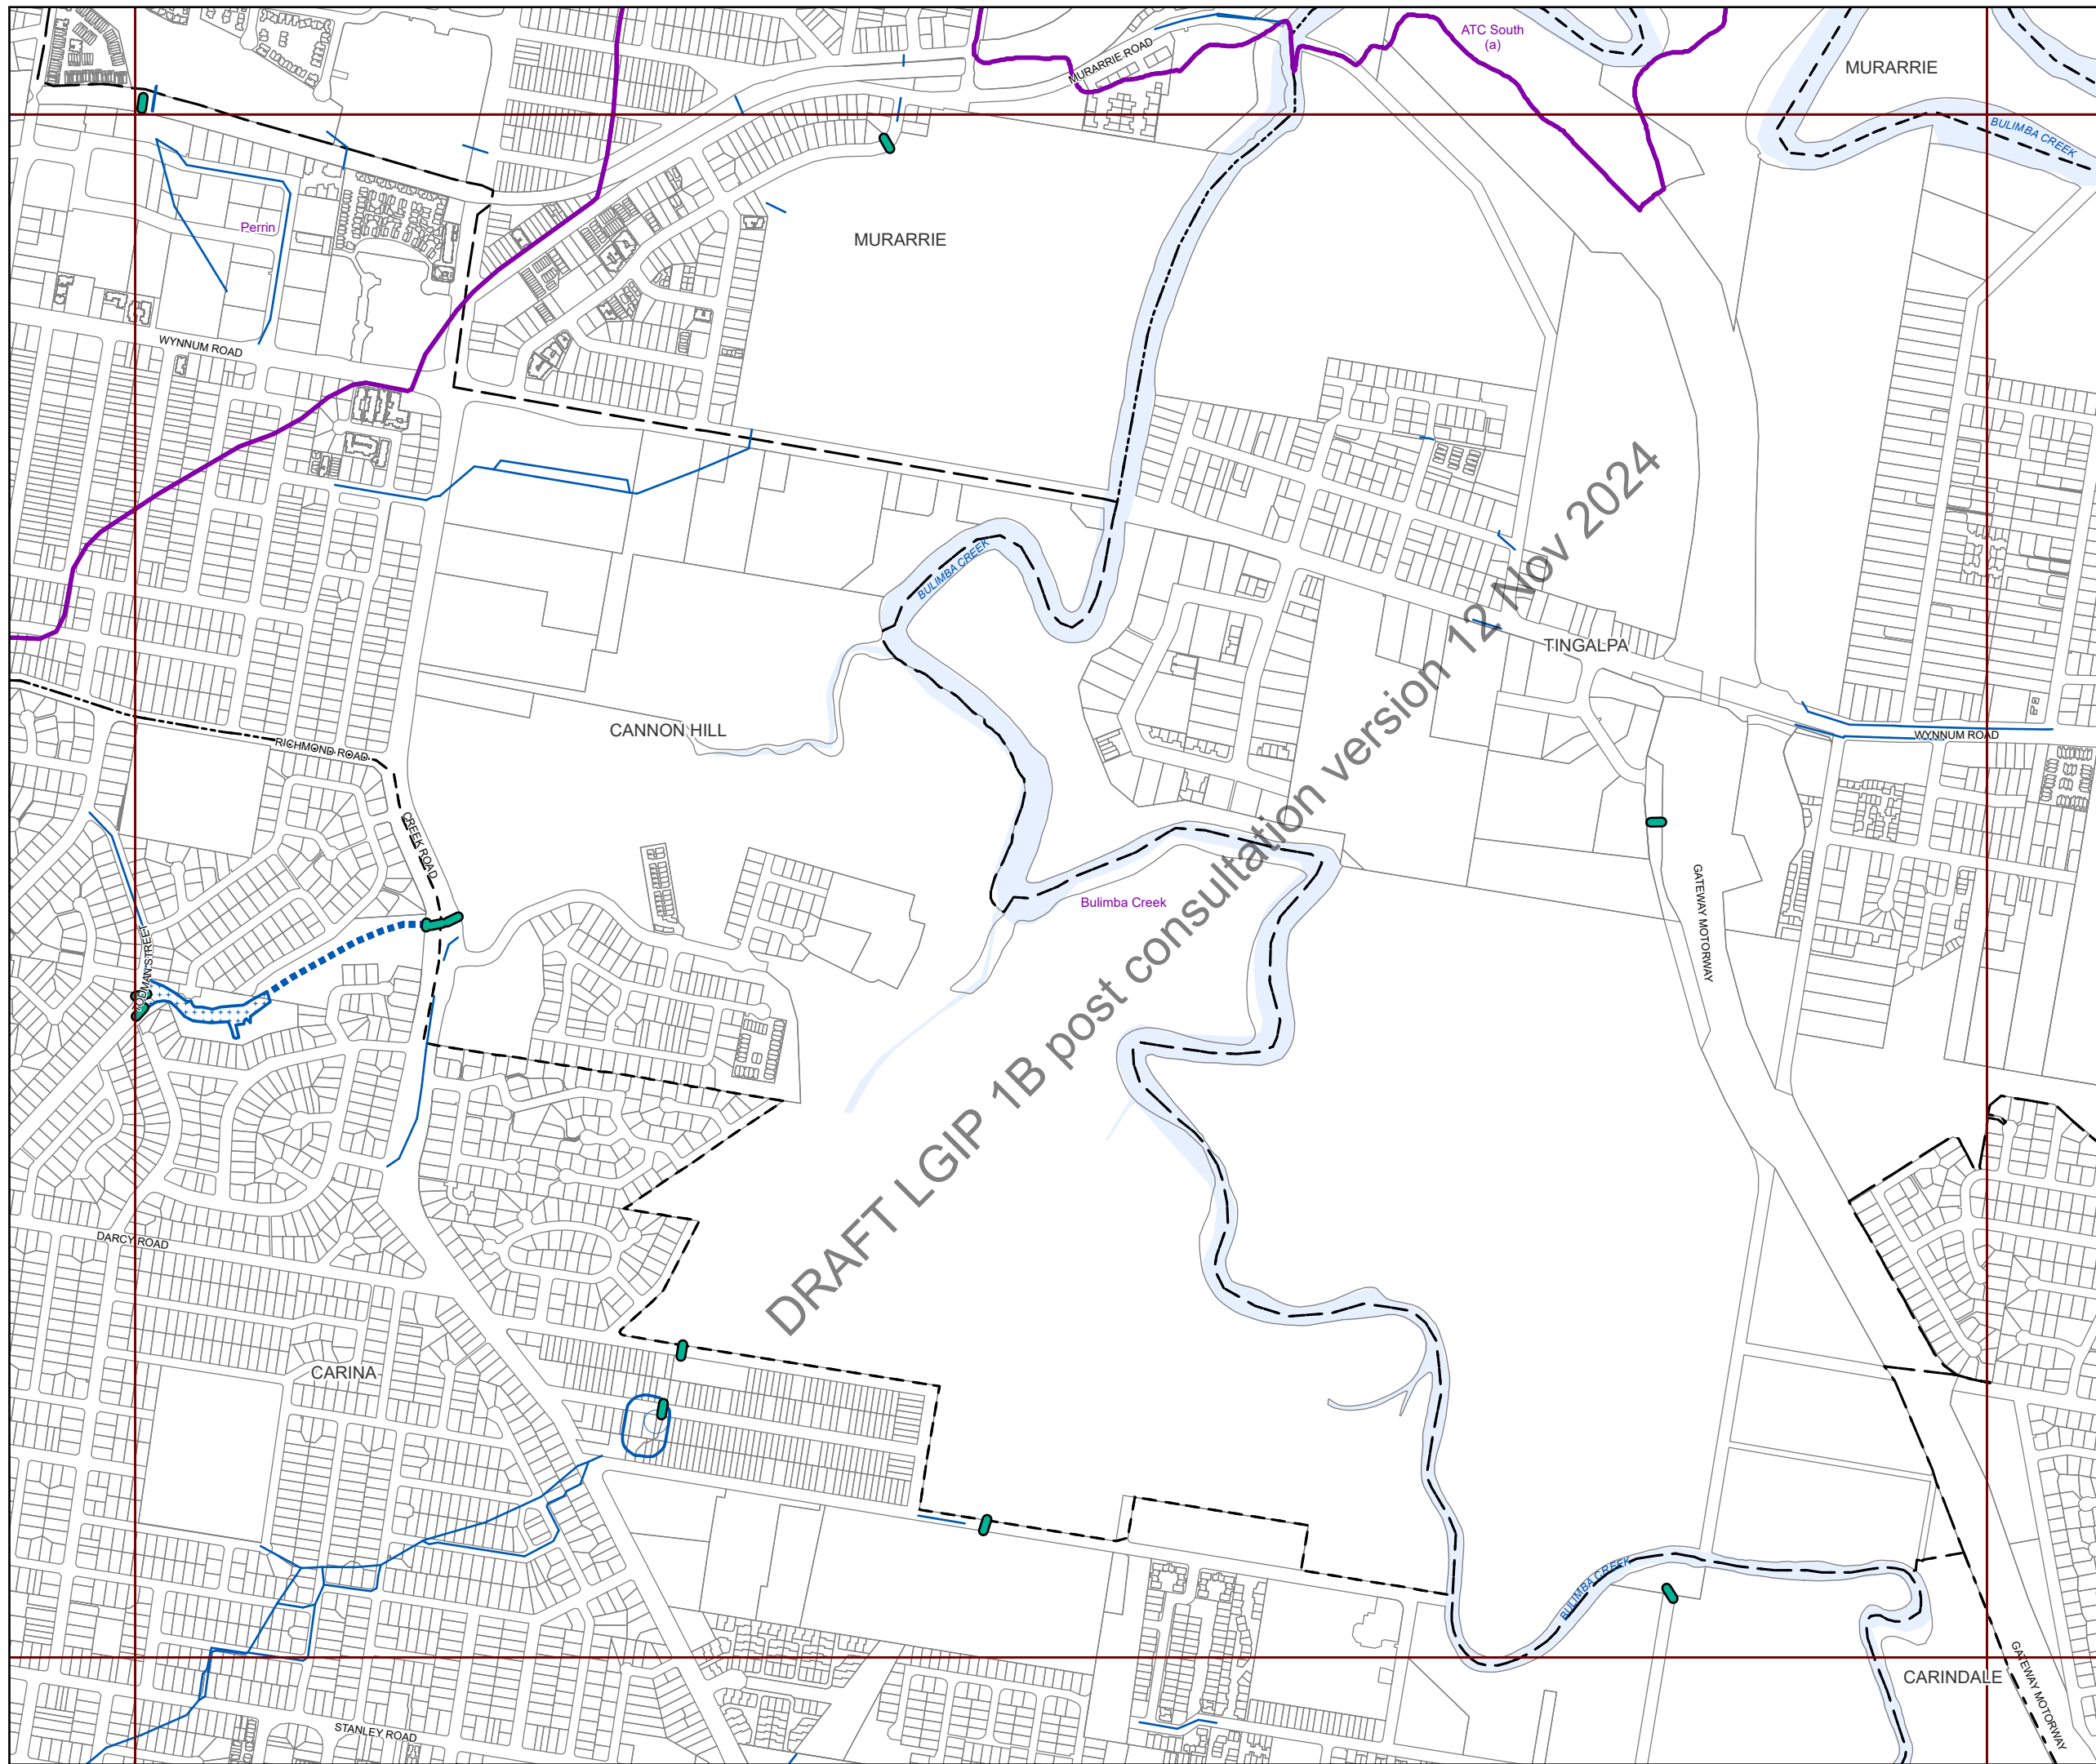 ATC South
(a)
MURARRIE ROAD
MURARRIE
BULIMBA CREEK
Perrin
MURARRIE
WYNNUM ROAD
BULIMBA CREEK
TINGALPA
CANNON HILL
WYNNUM ROAD
RICHMOND ROAD
CREEK ROAD
GATEWAY MOTORWAY
Bulimba Creek
DRAFT LGIP 1B post consultation version 12 Nov 2024
DARCY ROAD
CARINA
BULIMBA CREEK
GATEWAY MOTORWAY
CARINDALE
STANLEY ROAD